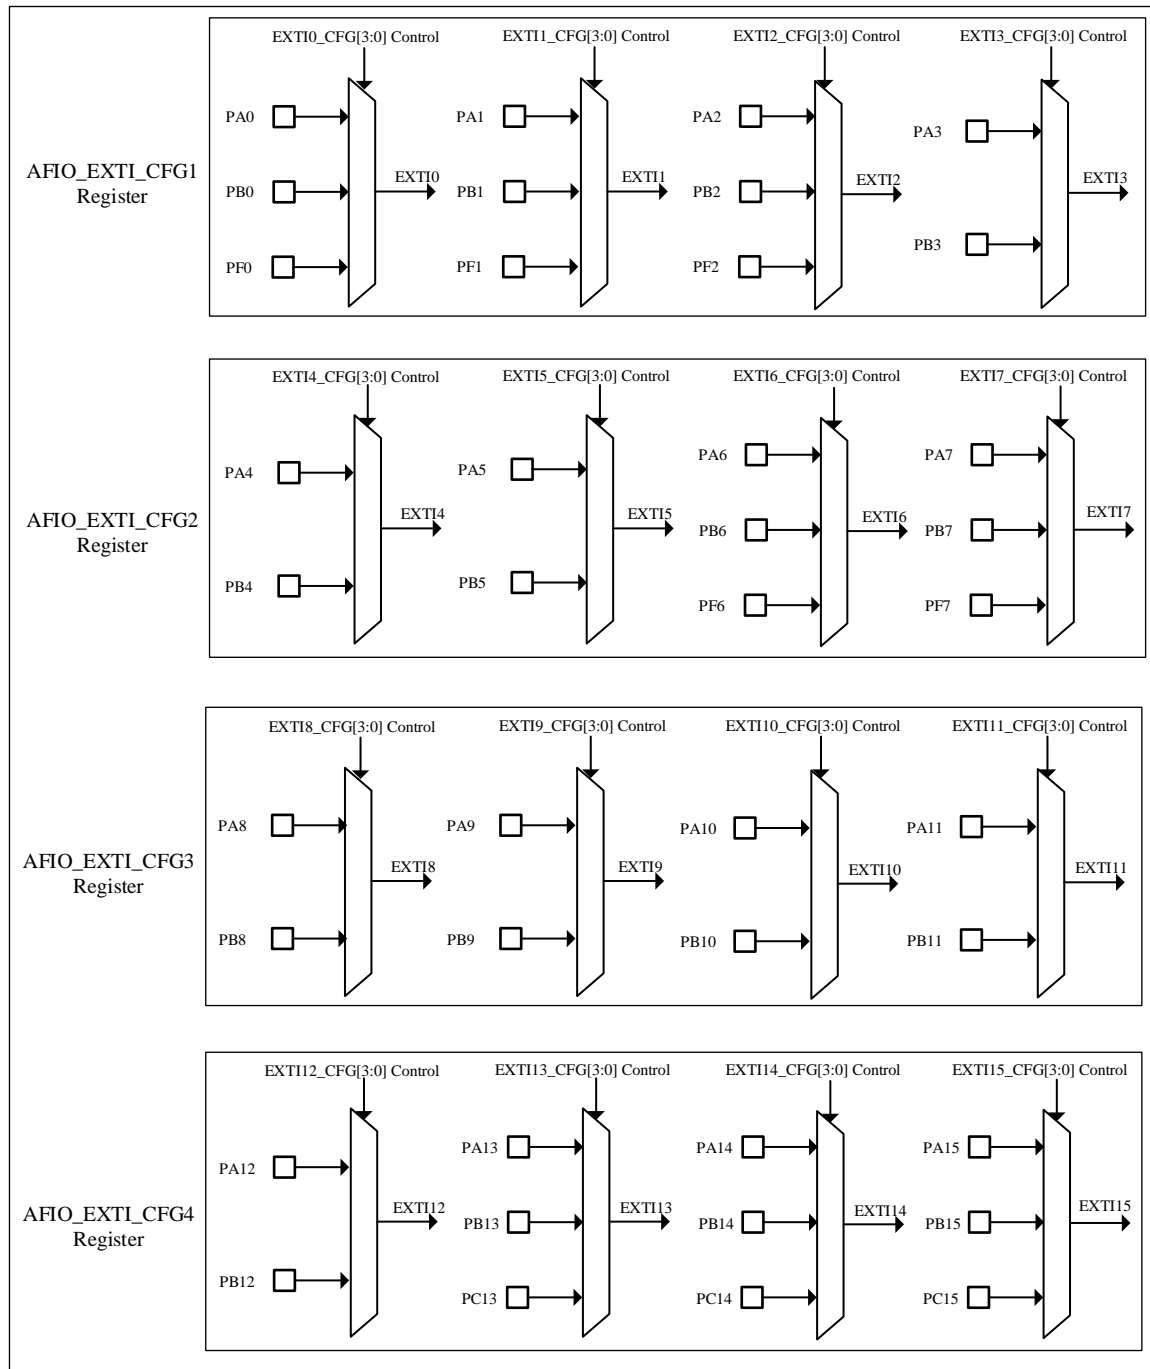 EXTI0_CFG[3:0] Control
EXTI1_CFG[3:0] Control
EXTI2_CFG[3:0] Control
EXTI3_CFG[3:0] Control
AFIO_EXTI_CFG1
Register
PA0
PB0
PF0
EXTI0
PA1
PB1
PF1
EXTI1
PA2
PB2
PF2
EXTI2
PA3
PB3
EXTI3
EXTI4_CFG[3:0] Control
EXTI5_CFG[3:0] Control
EXTI6_CFG[3:0] Control
EXTI7_CFG[3:0] Control
AFIO_EXTI_CFG2
Register
PA4
PB4
EXTI4
PA5
PB5
EXTI5
PA6
PB6
PF6
EXTI6
PA7
PB7
PF7
EXTI7
EXTI8_CFG[3:0] Control
EXTI9_CFG[3:0] Control
EXTI10_CFG[3:0] Control
EXTI11_CFG[3:0] Control
AFIO_EXTI_CFG3
Register
PA8
PB8
EXTI8
PA9
PB9
EXTI9
PA10
PB10
EXTI10
PA11
PB11
EXTI11
EXTI12_CFG[3:0] Control
EXTI13_CFG[3:0] Control
EXTI14_CFG[3:0] Control
EXTI15_CFG[3:0] Control
AFIO_EXTI_CFG4
Register
PA12
PB12
EXTI12
PA13
PB13
PC13
EXTI13
PA14
PB14
PC14
EXTI14
PA15
PB15
PC15
EXTI15